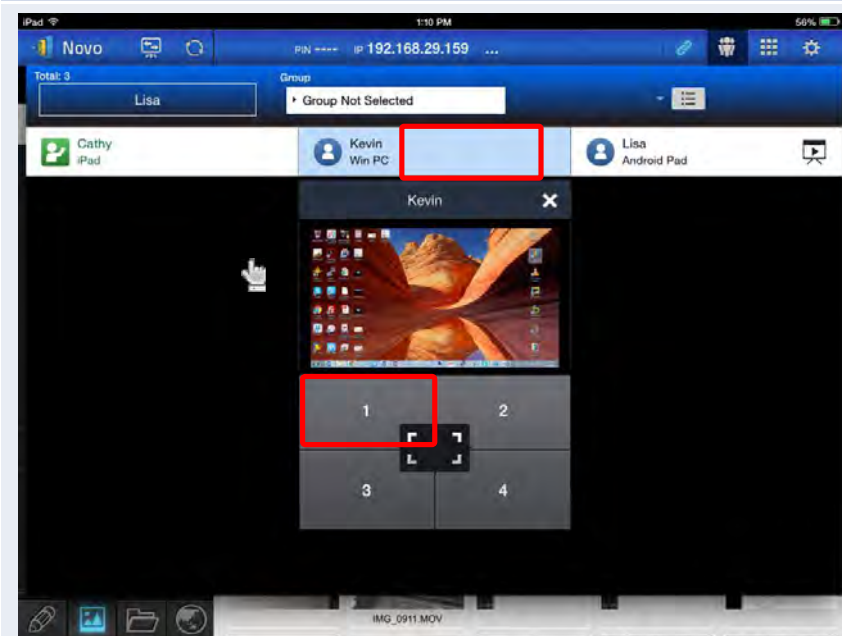 iPad 1:10 PM 56%
Novo PIN ---- IP 192.168.29.159 ...
Total: 3 Group
Lisa Group Not Selected
Cathy Kevin Lisa
iPad Win PC Android Pad
Kevin
1 2
3 4
IMG_0911.MOV